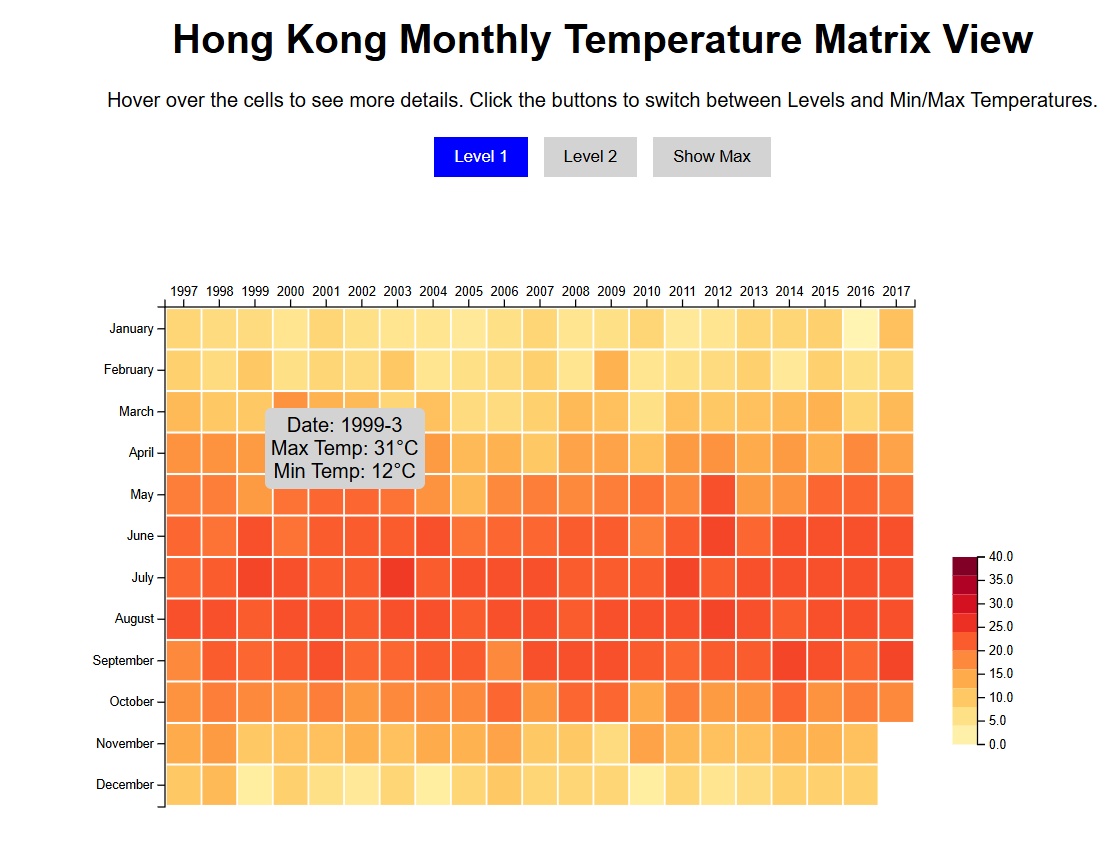 Hong Kong Monthly Temperature Matrix View
Hover over the cells to see more details. Click the buttons to switch between Levels and Min/Max Temperatures.
Level 1 Level 2 Show Max
1997 1998 1999 2000 2001 2002 2003 2004 2005 2006 2007 2008 2009 2010 2011 2012 2013 2014 2015 2016 2017
January
February
March
Date: 1999-3
Max Temp: 31°C
Min Temp: 12°C
April
May
June
July
August
September
October
November
December
40.0
35.0
30.0
25.0
20.0
15.0
10.0
5.0
0.0